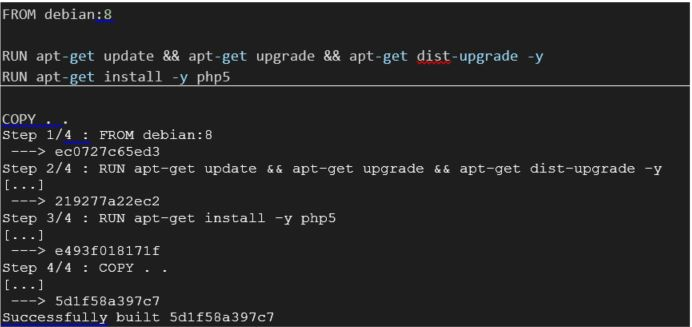 FROM debian:8
RUN apt-get update && apt-get upgrade && apt-get dist-upgrade -y
RUN apt-get install -y php5
COPY . .
Step 1/4 : FROM debian:8
---> ec0727c65ed3
Step 2/4 : RUN apt-get update && apt-get upgrade && apt-get dist-upgrade -y
[...]
---> 219277a22ec2
Step 3/4 : RUN apt-get install -y php5
[...]
---> e493f018171f
Step 4/4 : COPY . .
[...]
---> 5d1f58a397c7
Successfully built 5d1f58a397c7